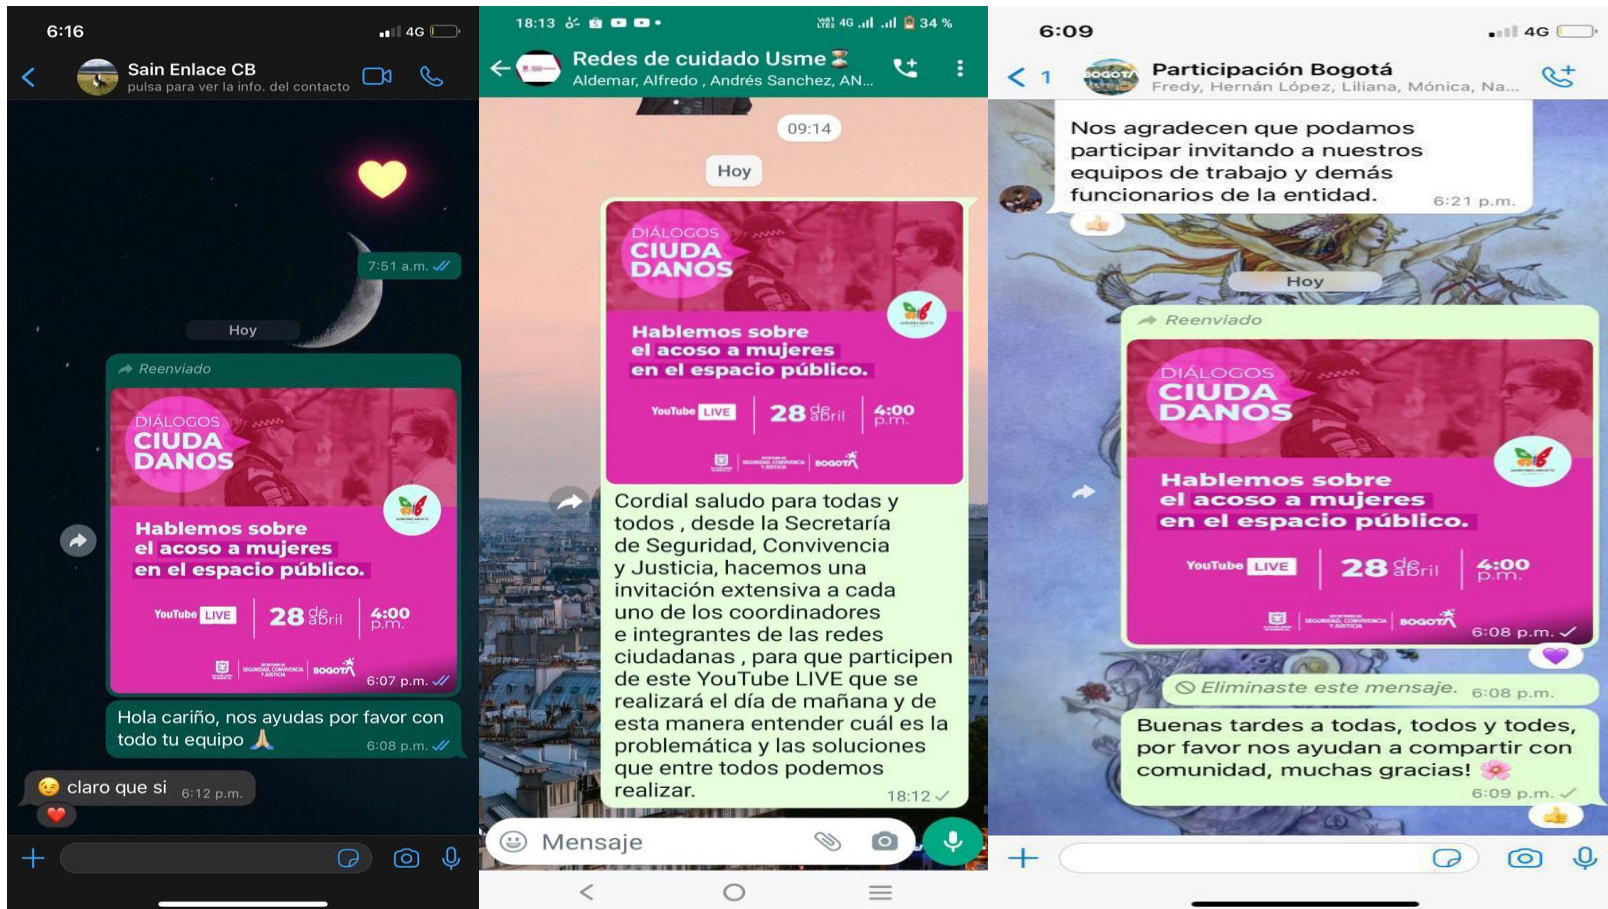 6:16
4G
Sain Enlace CB
pulsa para ver la info. del contacto
7:51 a.m.
Hoy
Reenviado
DIÁLOGOS
CIUDA
DANOS
Hablemos sobre
el acoso a mujeres
en el espacio público.
YouTube LIVE
28 de abril
4:00 p.m.
SECRETARÍA DE
SEGURIDAD, CONVIVENCIA
Y JUSTICIA
BOGOTÁ
6:07 p.m.
Hola cariño, nos ayudas por favor con
todo tu equipo 🙏🏼
6:08 p.m.
😉 claro que si 6:12 p.m.
❤️
18:13
4G
34 %
Redes de cuidado Usme⏳
Aldemar, Alfredo , Andrés Sanchez, AN...
09:14
Hoy
DIÁLOGOS
CIUDA
DANOS
Hablemos sobre
el acoso a mujeres
en el espacio público.
YouTube LIVE
28 de abril
4:00 p.m.
SEGURIDAD, CONVIVENCIA
Y JUSTICIA
BOGOTÁ
Cordial saludo para todas y
todos , desde la Secretaría
de Seguridad, Convivencia
y Justicia, hacemos una
invitación extensiva a cada
uno de los coordinadores
e integrantes de las redes
ciudadanas , para que participen
de este YouTube LIVE que se
realizará el día de mañana y de
esta manera entender cuál es la
problemática y las soluciones
que entre todos podemos
realizar.
18:12
Mensaje
6:09
4G
1
Participación Bogotá
Fredy, Hernán López, Liliana, Mónica, Na...
Nos agradecen que podamos
participar invitando a nuestros
equipos de trabajo y demás
funcionarios de la entidad.
6:21 p.m.
👍🏻
Hoy
Reenviado
DIÁLOGOS
CIUDA
DANOS
Hablemos sobre
el acoso a mujeres
en el espacio público.
YouTube LIVE
28 de abril
4:00 p.m.
SEGURIDAD, CONVIVENCIA
Y JUSTICIA
BOGOTÁ
6:08 p.m.
💜
Eliminaste este mensaje. 6:08 p.m.
Buenas tardes a todas, todos y todes,
por favor nos ayudan a compartir con
comunidad, muchas gracias! 🌸
6:09 p.m.
👍